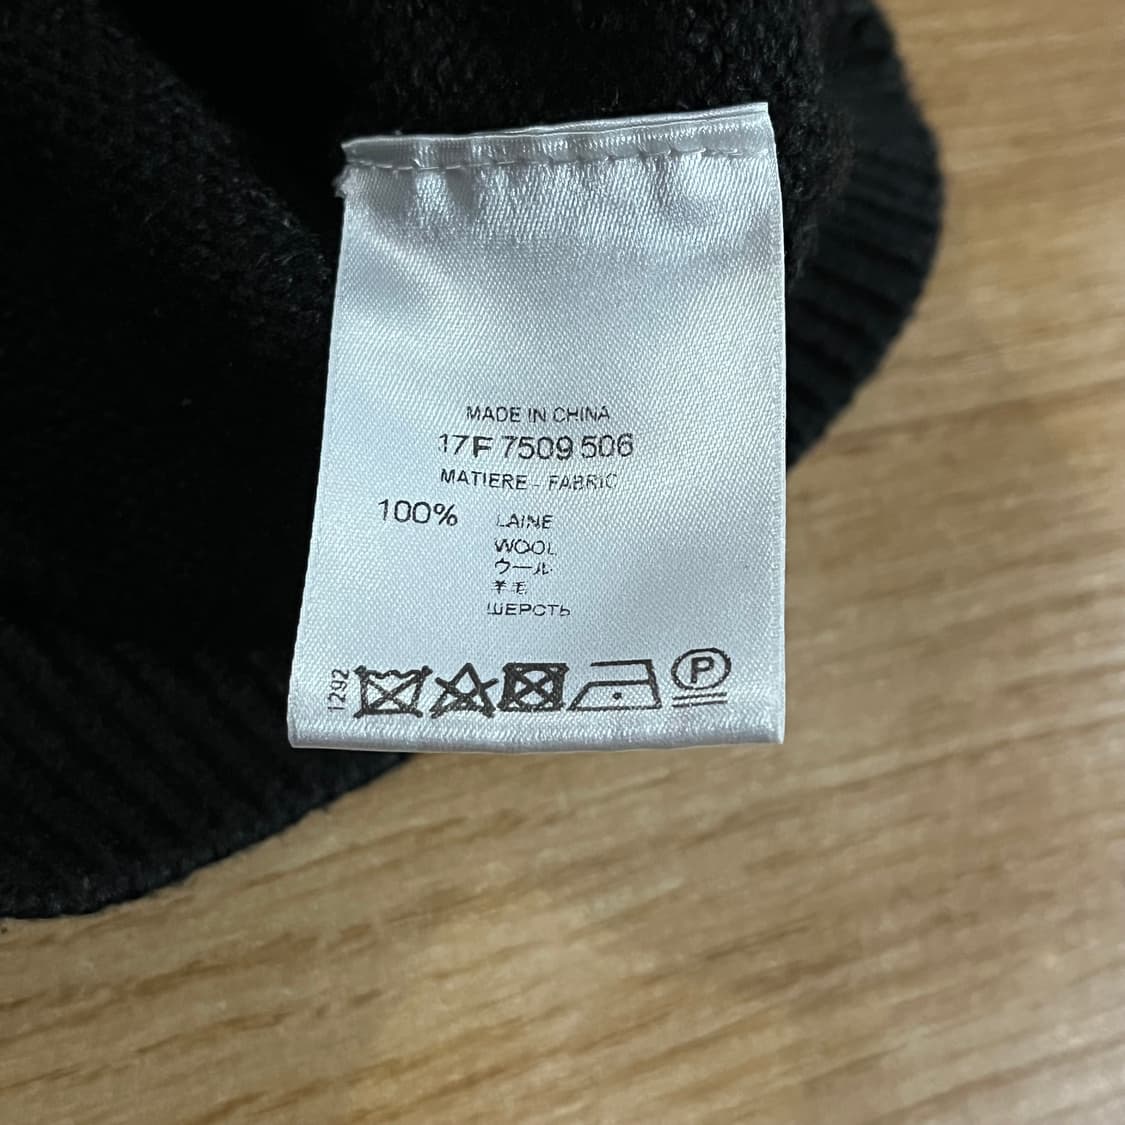 MADE IN CHINA
17F 7509 506
MATIERE - FABRIC
100% LAINE
WOOL
ウール
羊毛
ШЕРСТЬ
1292
P